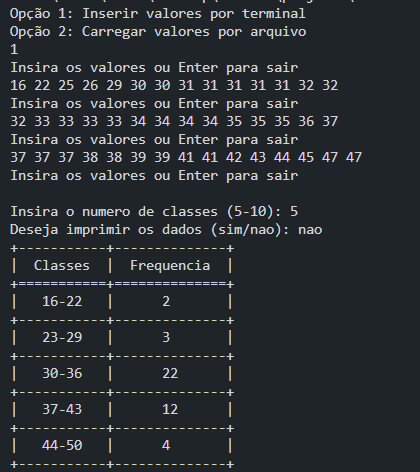 Opção 1: Inserir valores por terminal
Opção 2: Carregar valores por arquivo
1
Insira os valores ou Enter para sair
16 22 25 26 29 30 30 31 31 31 31 31 32 32
Insira os valores ou Enter para sair
32 33 33 33 33 34 34 34 34 35 35 35 36 37
Insira os valores ou Enter para sair
37 37 37 38 38 39 39 41 41 42 43 44 45 47 47
Insira os valores ou Enter para sair
Insira o numero de classes (5-10): 5
Deseja imprimir os dados (sim/nao): nao
+-----------+--------------+
| Classes | Frequencia |
+===========+==============+
| 16-22 | 2 |
+-----------+--------------+
| 23-29 | 3 |
+-----------+--------------+
| 30-36 | 22 |
+-----------+--------------+
| 37-43 | 12 |
+-----------+--------------+
| 44-50 | 4 |
+-----------+--------------+